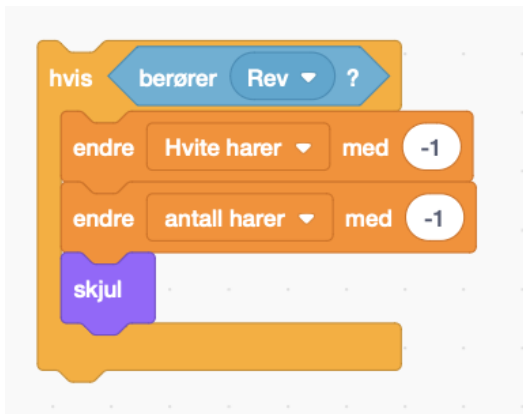 hvis berører Rev ?
endre Hvite harer med -1
endre antall harer med -1
skjul